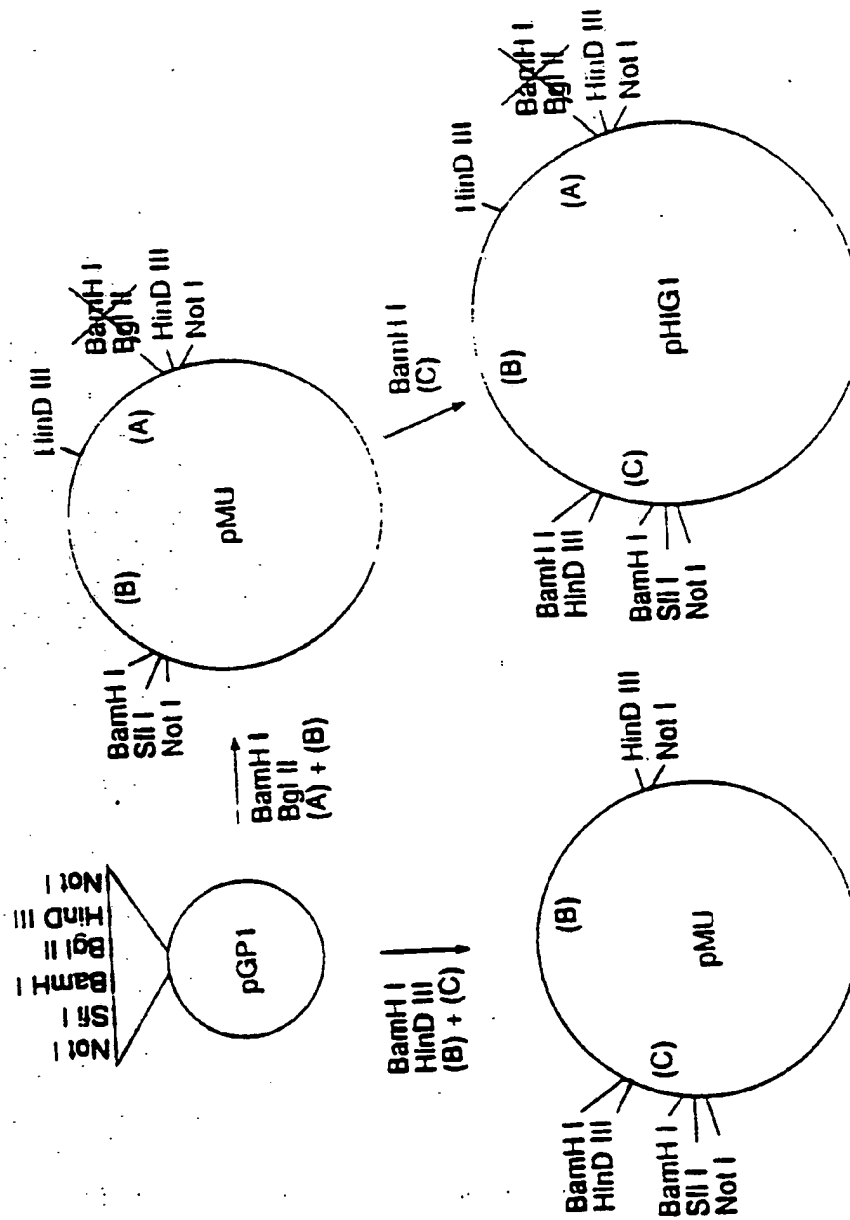 Not I
Sfi I
BamH I
Bgl II
HinD III
Not I
pGP1
BamH I
Bgl II
(A) + (B)
BamH I
HinD III
(B) + (C)
HinD III
BamH I
Bgl II
HinD III
Not I
(A)
(B)
pMU
BamH I
Sfi I
Not I
BamH I
(C)
HinD III
Not I
(B)
pMU
(C)
BamH I
HinD III
BamH I
Sfi I
Not I
HinD III
BamH I
Bgl II
HinD III
Not I
(A)
(B)
pHIG1
(C)
BamH I
HinD III
BamH I
Sfi I
Not I